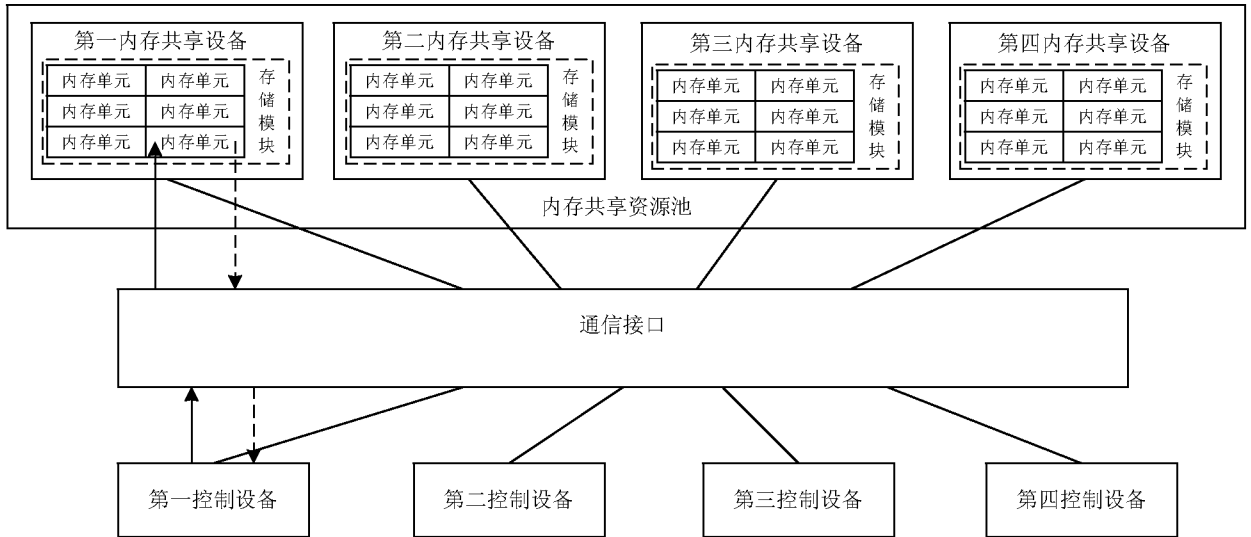 第一内存共享设备
内存单元 内存单元
内存单元 内存单元
内存单元 内存单元
存储模块
第二内存共享设备
内存单元 内存单元
内存单元 内存单元
内存单元 内存单元
存储模块
第三内存共享设备
内存单元 内存单元
内存单元 内存单元
内存单元 内存单元
存储模块
第四内存共享设备
内存单元 内存单元
内存单元 内存单元
内存单元 内存单元
存储模块
内存共享资源池
通信接口
第一控制设备
第二控制设备
第三控制设备
第四控制设备